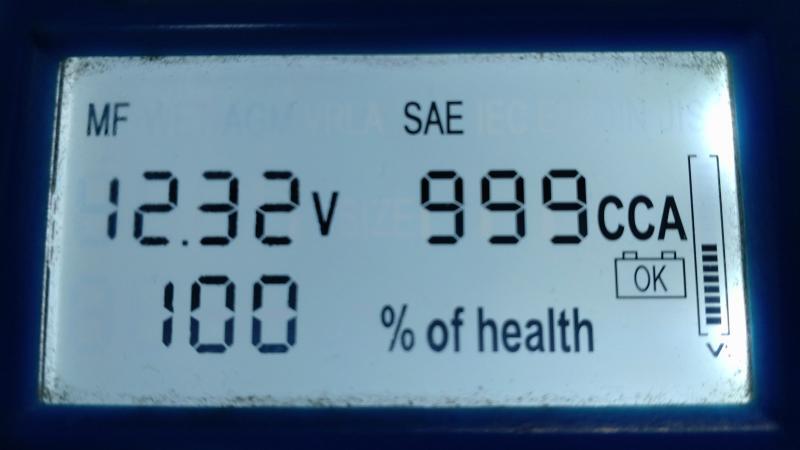 MF SAE
12.32 V 999 CCA
OK
100 % of health